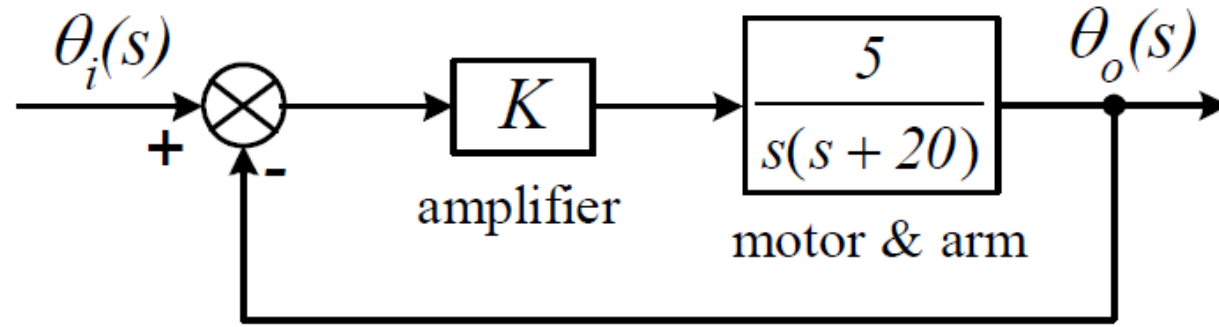 θi(s)
+
-
K
amplifier
5
s(s + 20)
motor & arm
θo(s)